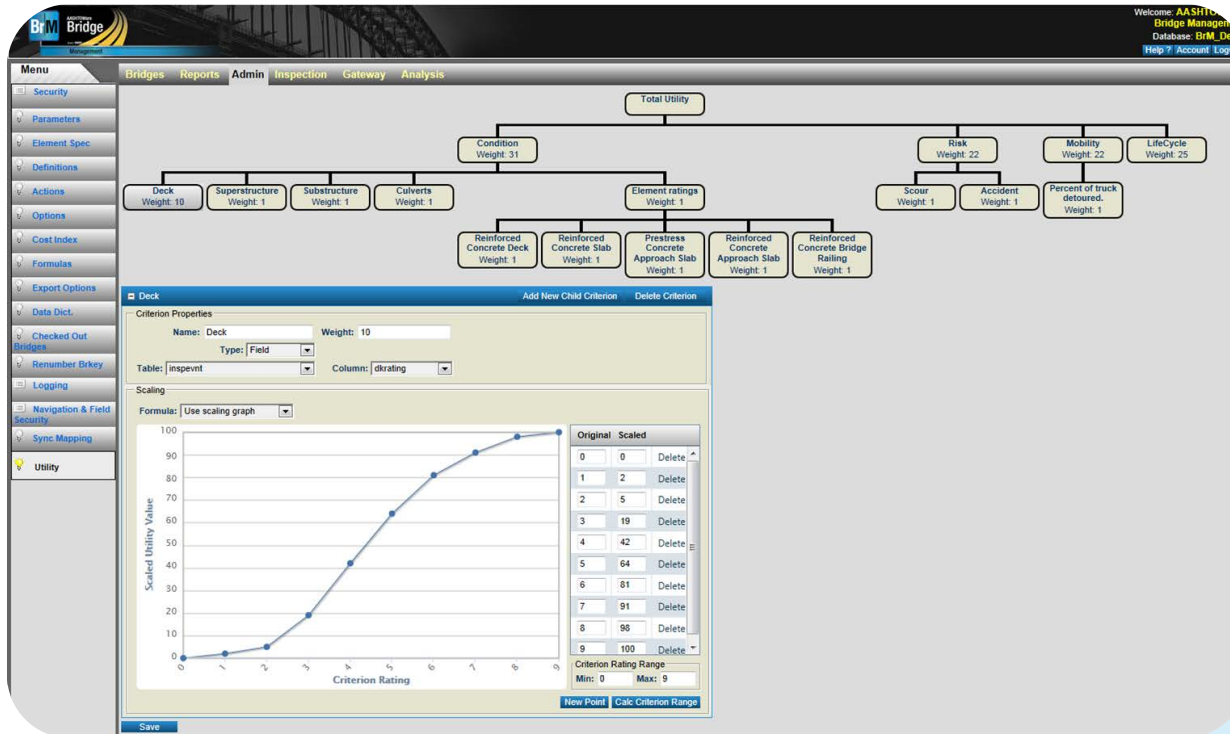 BrM
AASHTOWare
Bridge
Management
Welcome: AASHTOWare
Bridge Managem
Database: BrM_De
Help ? Account Log
Menu
Bridges Reports Admin Inspection Gateway Analysis
Security
Parameters
Element Spec
Definitions
Actions
Options
Cost Index
Formulas
Export Options
Data Dict.
Checked Out
Bridges
Renumber Brkey
Logging
Navigation & Field
Security
Sync Mapping
Utility
Total Utility
Condition
Weight: 31
Risk
Weight: 22
Mobility
Weight: 22
LifeCycle
Weight: 25
Deck
Weight: 10
Superstructure
Weight: 1
Substructure
Weight: 1
Culverts
Weight: 1
Element ratings
Weight: 1
Scour
Weight: 1
Accident
Weight: 1
Percent of truck
detoured.
Weight: 1
Reinforced
Concrete Deck
Weight: 1
Reinforced
Concrete Slab
Weight: 1
Prestress
Concrete
Approach Slab
Weight: 1
Reinforced
Concrete
Approach Slab
Weight: 1
Reinforced
Concrete Bridge
Railing
Weight: 1
Deck Add New Child Criterion Delete Criterion
Criterion Properties
Name: Deck Weight: 10
Type: Field
Table: inspevnt Column: dkrating
Scaling
Formula: Use scaling graph
100
90
80
70
60
50
40
30
20
10
0
Scaled Utility Value
0 1 2 3 4 5 6 7 8 9
Criterion Rating
Original Scaled
0 0 Delete
1 2 Delete
2 5 Delete
3 19 Delete
4 42 Delete
5 64 Delete
6 81 Delete
7 91 Delete
8 98 Delete
9 100 Delete
Criterion Rating Range
Min: 0 Max: 9
New Point Calc Criterion Range
Save